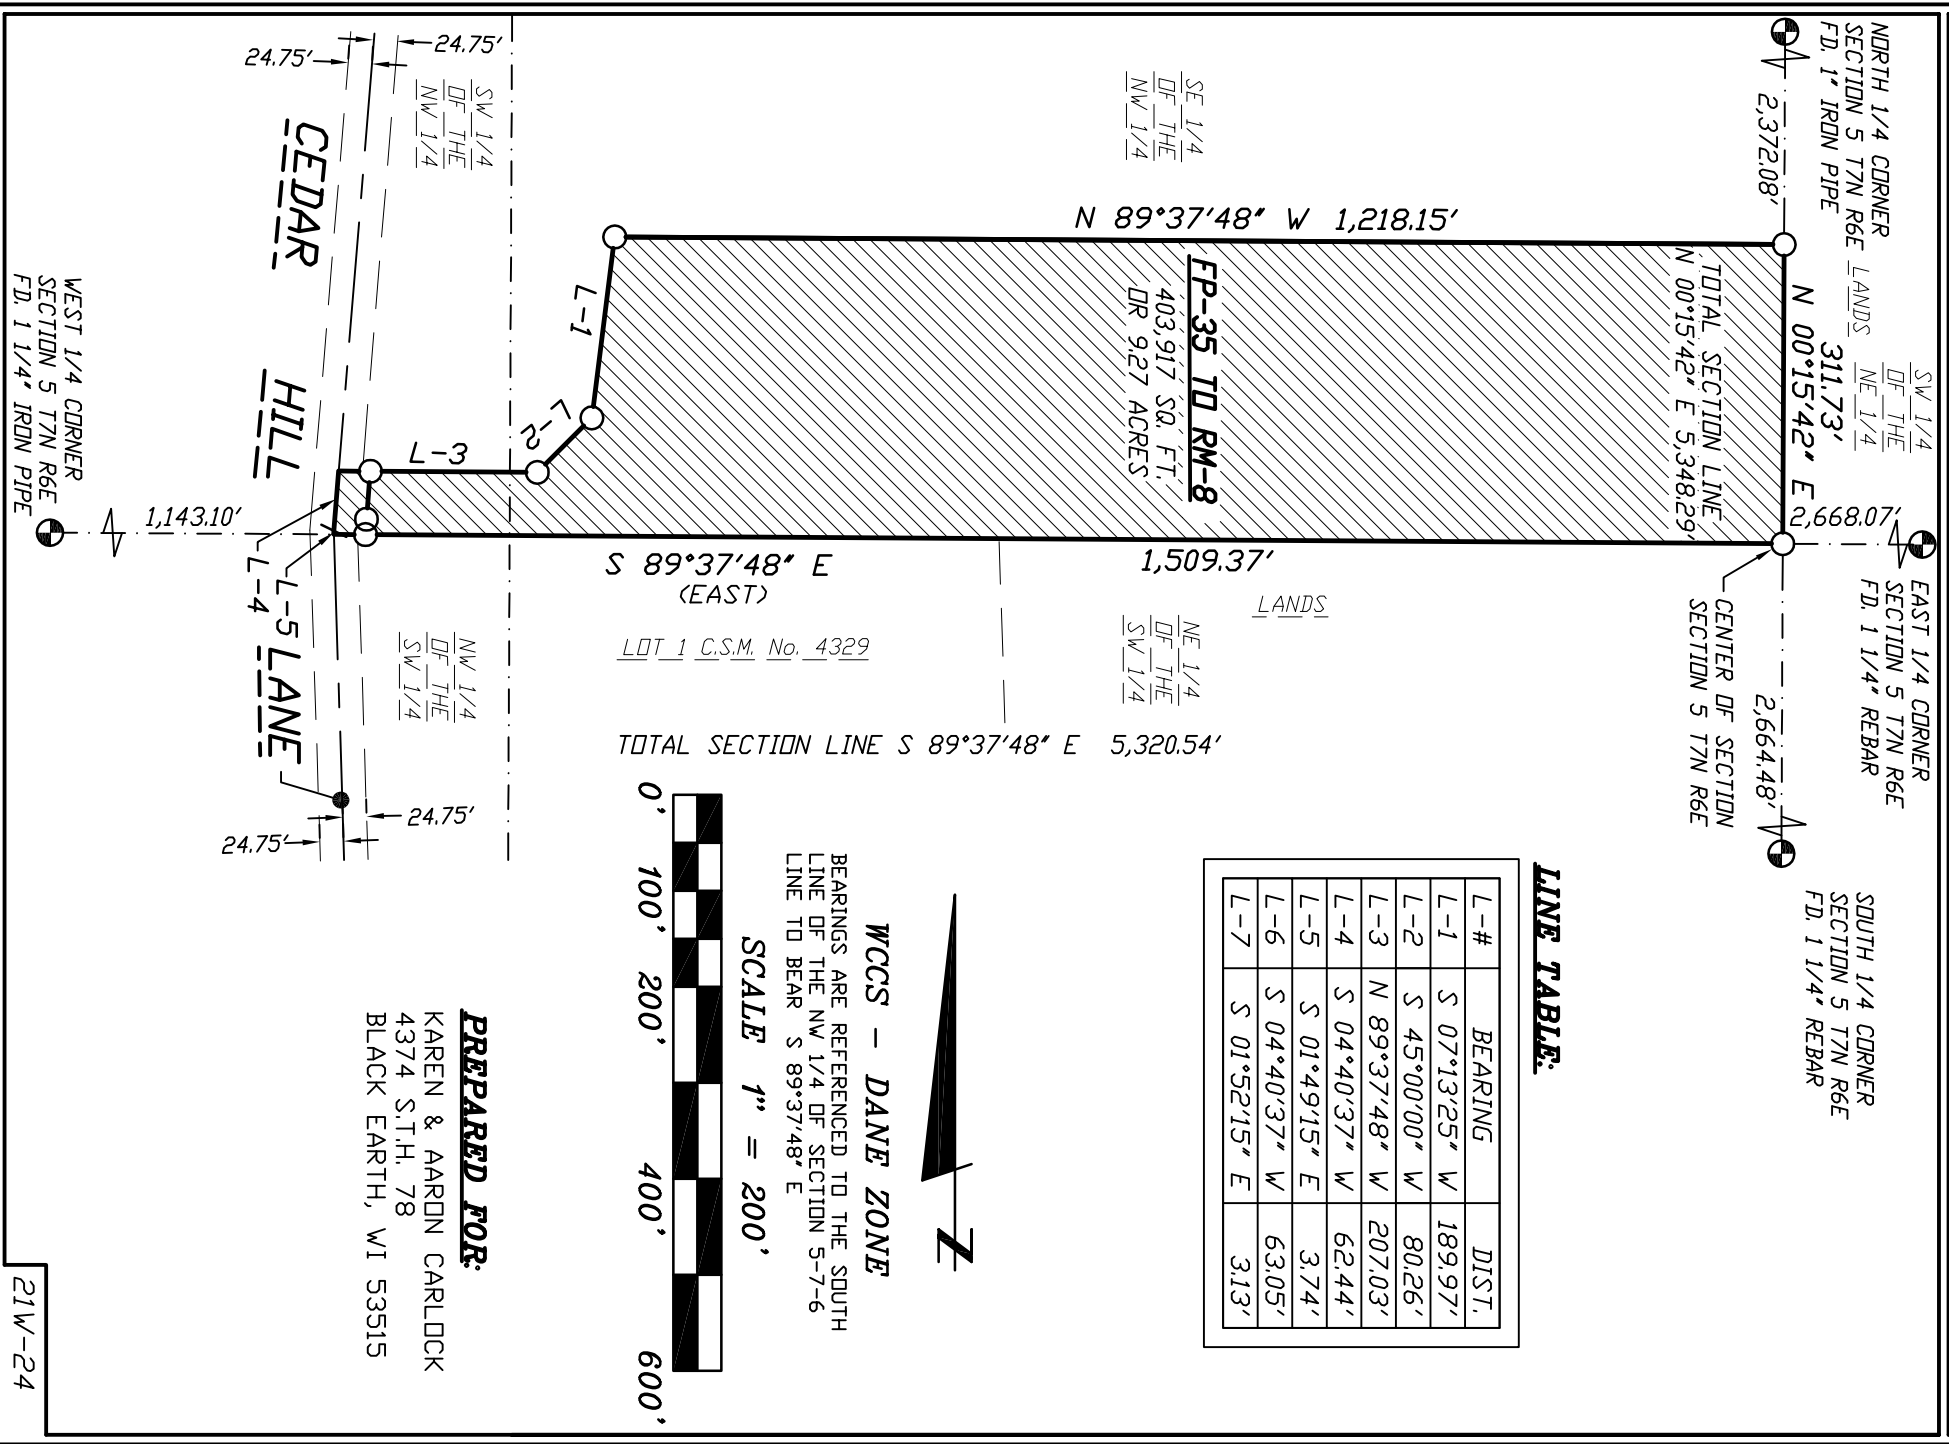 NORTH 1/4 CORNER
SECTION 5 T7N R6E
FD. 1" IRON PIPE
2,372.08'
LANDS
SW 1/4
OF THE
NE 1/4
311.73'
N 00°15'42" E
2,668.07'
EAST 1/4 CORNER
SECTION 5 T7N R6E
FD. 1 1/4" REBAR
CENTER OF SECTION
SECTION 5 T7N R6E
2,664.48'
SOUTH 1/4 CORNER
SECTION 5 T7N R6E
FD. 1 1/4" REBAR
TOTAL SECTION LINE
N 00°15'42" E 5,348.29'
N 89°37'48" W 1,218.15'
SE 1/4
OF THE
NW 1/4
FP-35 TO RM-8
403,917 SQ. FT.
OR 9.27 ACRES
1,509.37'
S 89°37'48" E
(EAST)
LANDS
NE 1/4
OF THE
SW 1/4
LOT 1 C.S.M. No. 4329
TOTAL SECTION LINE S 89°37'48" E 5,320.54'
L-1
L-2
L-3
L-4
L-5
SW 1/4
OF THE
NW 1/4
NW 1/4
OF THE
SW 1/4
24.75'
24.75'
24.75'
24.75'
CEDAR HILL LANE
1,143.10'
WEST 1/4 CORNER
SECTION 5 T7N R6E
FD. 1 1/4" IRON PIPE
LINE TABLE:
L-# BEARING DIST.
L-1 S 07°13'25" W 189.97'
L-2 S 45°00'00" W 80.26'
L-3 N 89°37'48" W 207.03'
L-4 S 04°40'37" W 62.44'
L-5 S 01°49'15" E 3.74'
L-6 S 04°40'37" W 63.05'
L-7 S 01°52'15" E 3.13'
N
WCCS - DANE ZONE
BEARINGS ARE REFERENCED TO THE SOUTH
LINE OF THE NW 1/4 OF SECTION 5-7-6
LINE TO BEAR S 89°37'48" E
SCALE 1" = 200'
0' 100' 200' 400' 600'
PREPARED FOR:
KAREN & AARON CARLOCK
4374 S.T.H. 78
BLACK EARTH, WI 53515
21W-24